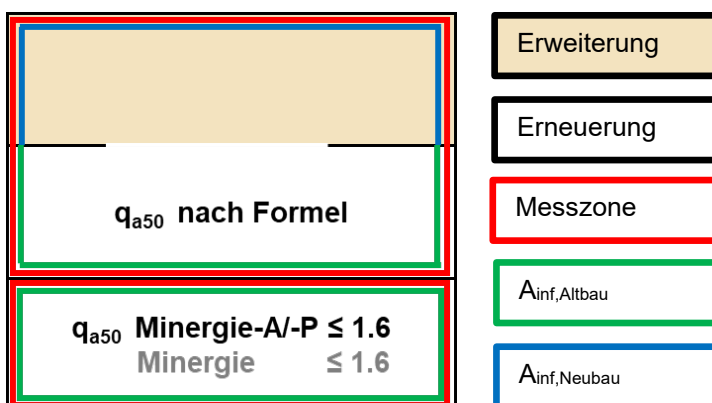 Erweiterung
Erneuerung
qa50 nach Formel
Messzone
Ainf,Altbau
qa50 Minergie-A/-P ≤ 1.6
Minergie ≤ 1.6
Ainf,Neubau